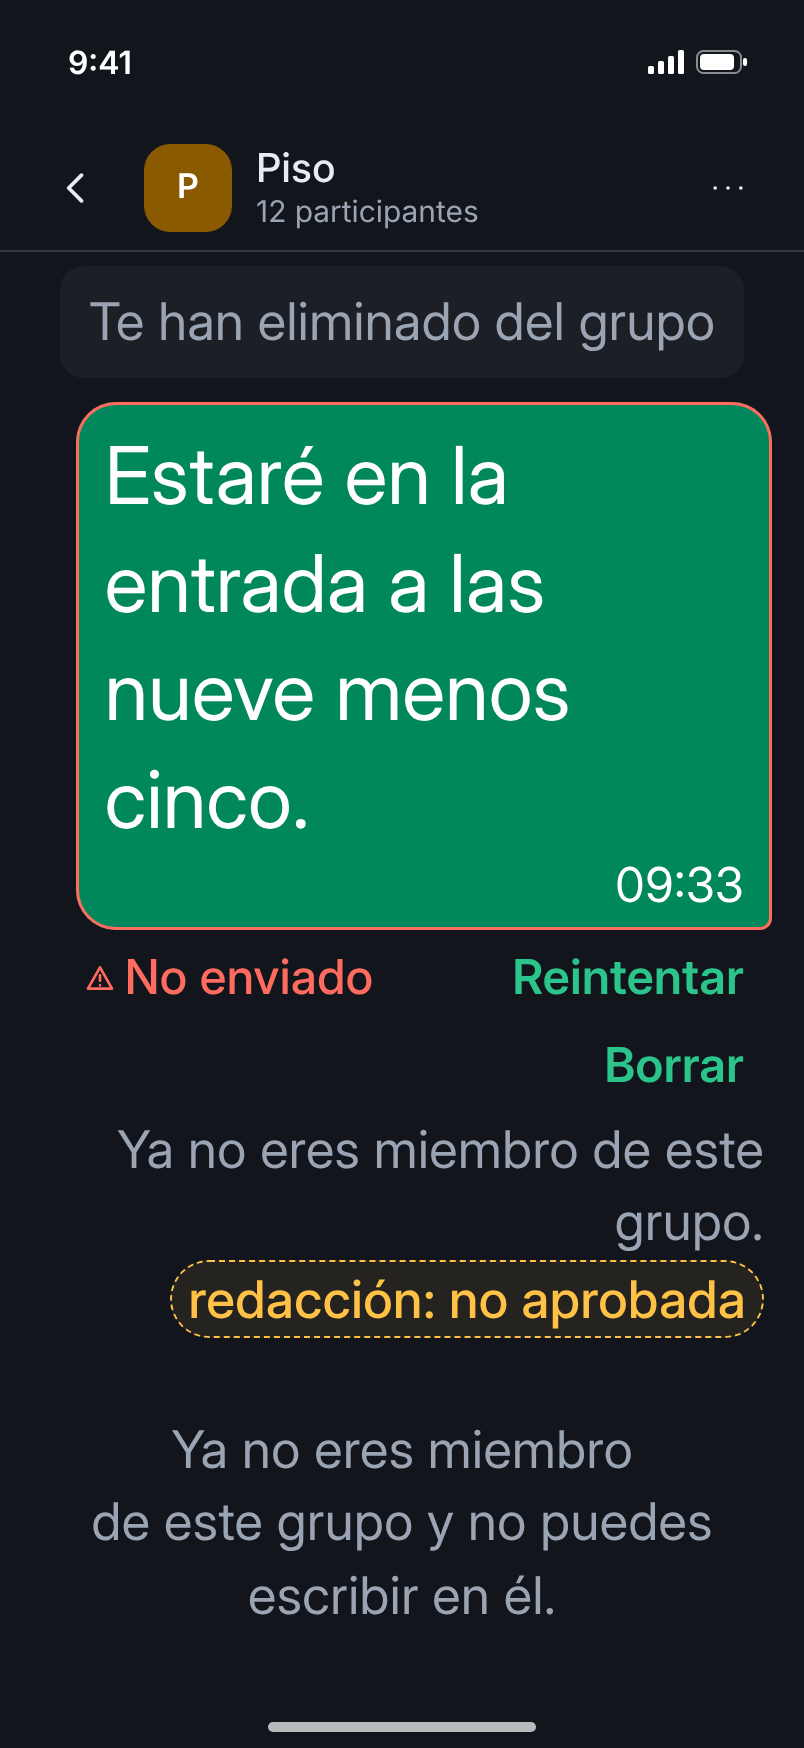 9:41
P
Piso
12 participantes
Te han eliminado del grupo
Estaré en la
entrada a las
nueve menos
cinco.
09:33
No enviado
Reintentar
Borrar
Ya no eres miembro de este
grupo.
redacción: no aprobada
Ya no eres miembro
de este grupo y no puedes
escribir en él.